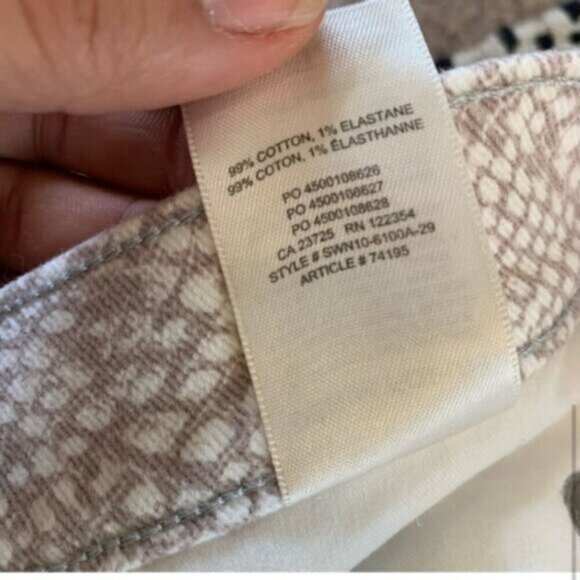 99% COTTON, 1% ELASTANE
99% COTON, 1% ÉLASTHANNE
PO 4500108626
PO 4500108627
PO 4500108628
CA 23725 RN 122354
STYLE # SWN10-6100A-29
ARTICLE # 74195